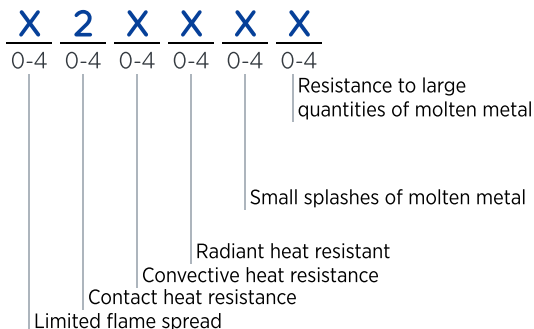 X 2 X X X X
0-4 0-4 0-4 0-4 0-4 0-4
Resistance to large
quantities of molten metal
Small splashes of molten metal
Radiant heat resistant
Convective heat resistance
Contact heat resistance
Limited flame spread